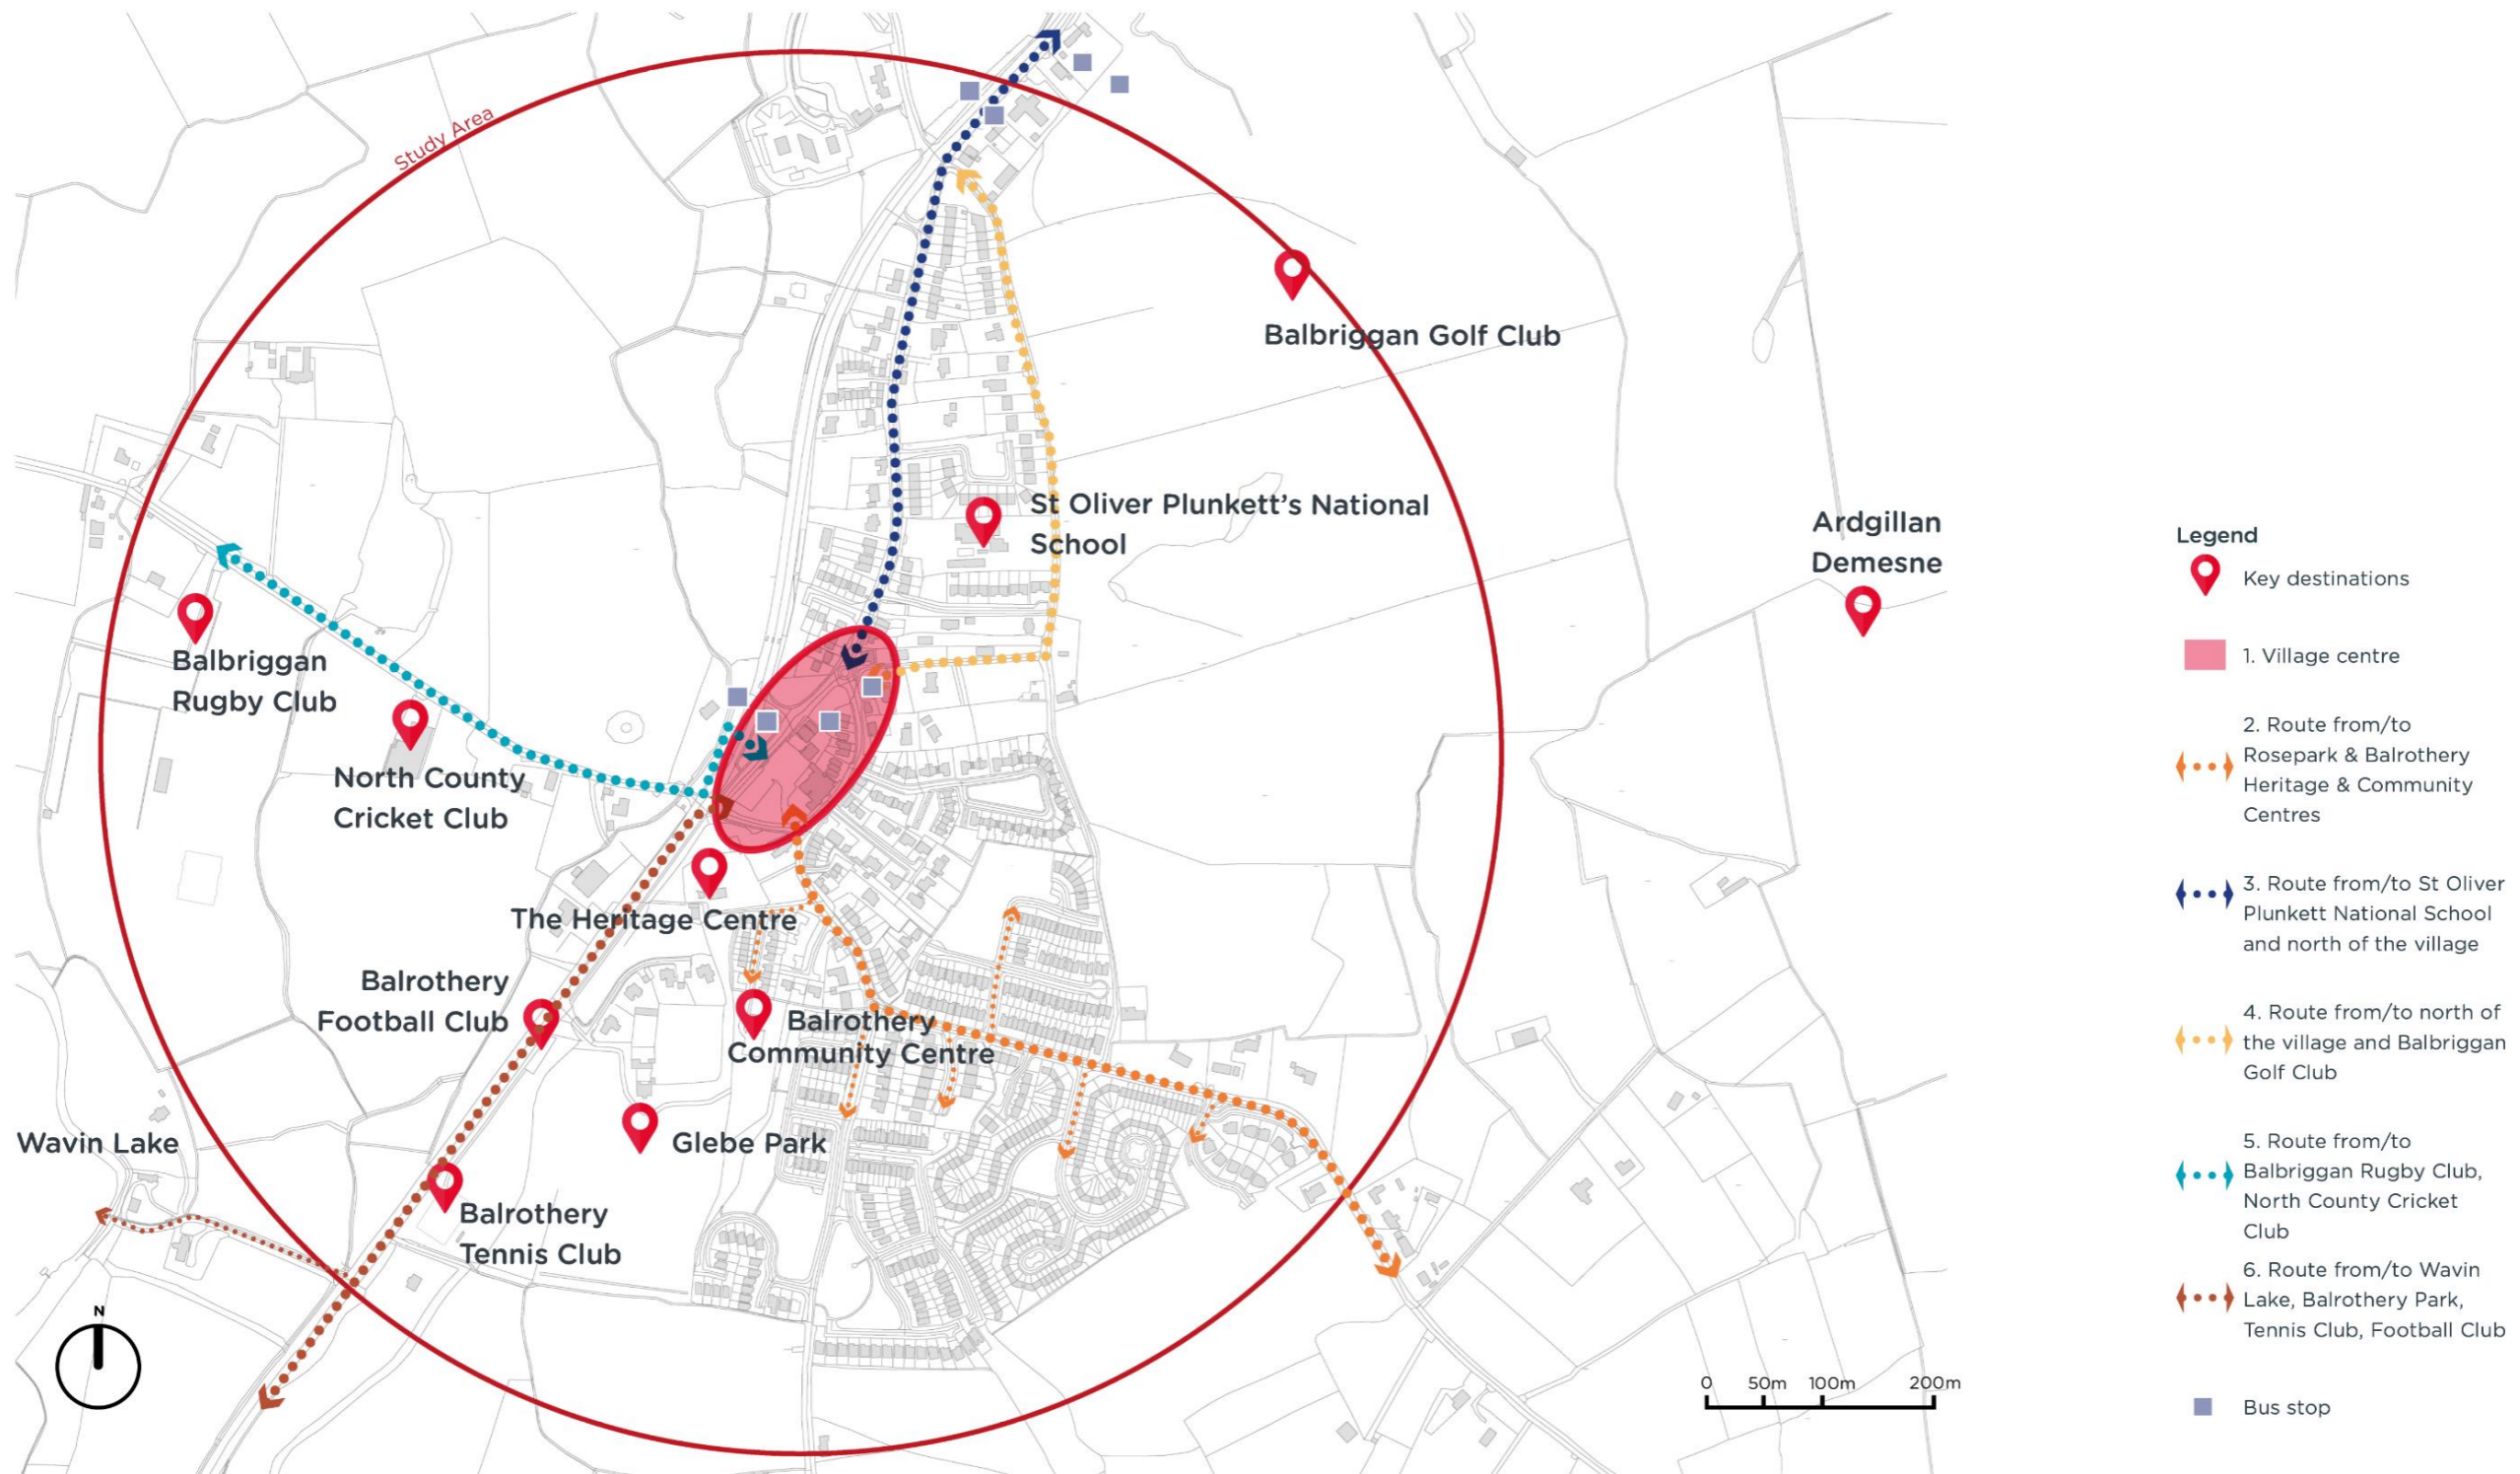 Study Area
Balbriggan Golf Club
St Oliver Plunkett’s National
School
Ardgillan
Demesne
Balbriggan
Rugby Club
North County
Cricket Club
The Heritage Centre
Balrothery
Football Club
Balrothery
Community Centre
Glebe Park
Wavin Lake
Balrothery
Tennis Club
N
0 50m 100m 200m
Legend
Key destinations
1. Village centre
2. Route from/to
Rosepark & Balrothery
Heritage & Community
Centres
3. Route from/to St Oliver
Plunkett National School
and north of the village
4. Route from/to north of
the village and Balbriggan
Golf Club
5. Route from/to
Balbriggan Rugby Club,
North County Cricket
Club
6. Route from/to Wavin
Lake, Balrothery Park,
Tennis Club, Football Club
Bus stop